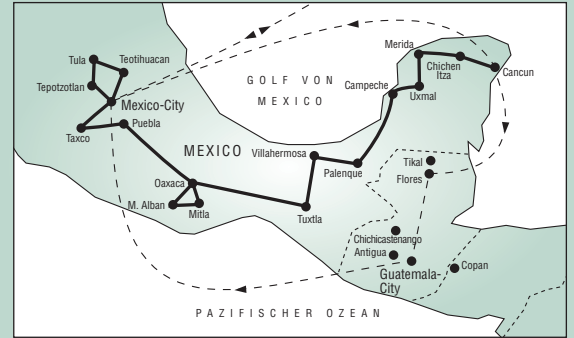 Tula
Teotihuacan
Tepotzotlan
Mexico-City
Taxco
Puebla
GOLF VON
MEXICO
Merida
Chichen
Itza
Cancun
Campeche
Uxmal
MEXICO
Villahermosa
Palenque
Tikal
Flores
Oaxaca
M. Alban
Mitla
Tuxtla
Chichicastenango
Antigua
Guatemala-
City
Copan
PAZIFISCHER OZEAN